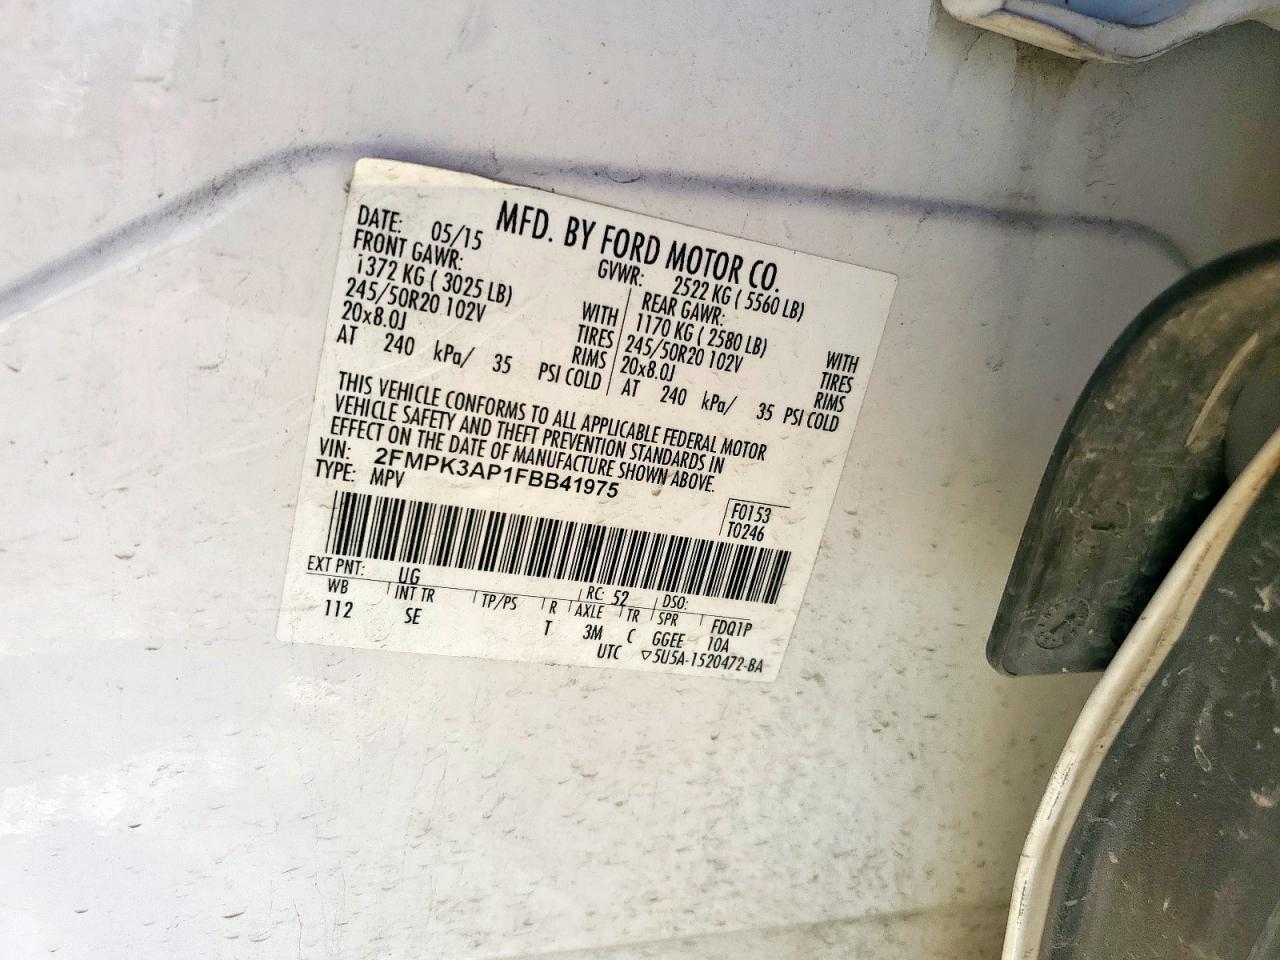 MFD. BY FORD MOTOR CO.
DATE: 05/15 GVWR: 2522 KG ( 5560 LB)
FRONT GAWR: REAR GAWR:
1372 KG ( 3025 LB) WITH 1170 KG ( 2580 LB) WITH
245/50R20 102V TIRES 245/50R20 102V TIRES
20x8.0J RIMS 20x8.0J RIMS
AT 240 kPa/ 35 PSI COLD AT 240 kPa/ 35 PSI COLD
THIS VEHICLE CONFORMS TO ALL APPLICABLE FEDERAL MOTOR
VEHICLE SAFETY AND THEFT PREVENTION STANDARDS IN
EFFECT ON THE DATE OF MANUFACTURE SHOWN ABOVE.
VIN: 2FMPK3AP1FBB41975
TYPE: MPV
F0153
T0246
EXT PNT: UG RC: 52 DSO:
WB INT TR TP/PS R AXLE TR SPR FDQ1P
112 SE T 3M C GGEE 10A
UTC ▽5U5A-1520472-BA